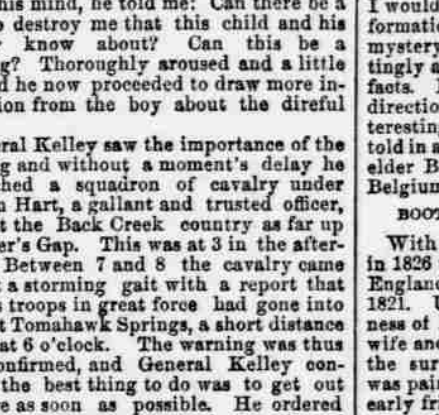 his mind, he told me: Can there be a
destroy me that this child and his
know about? Can this be a
g? Thoroughly aroused and a little
d he now proceeded to draw more in-
ion from the boy about the direful
ral Kelley saw the importance of the
g and without a moment's delay he
hed a squadron of cavalry under
n Hart, a gallant and trusted officer,
t the Back Creek country as far up
er's Gap. This was at 3 in the after-
Between 7 and 8 the cavalry came
t a storming gait with a report that
s troops in great force had gone into
t Tomahawk Springs, a short distance
at 6 o'clock. The warning was thus
onfirmed, and General Kelley con-
the best thing to do was to get out
e as soon as possible. He ordered
I would
formati
mystery
tingly a
facts.
directio
terestin
told in a
elder B
Belgium
BOOT
With
in 1826
England
1821.
ness of
wife and
the sur
was pai
early fr